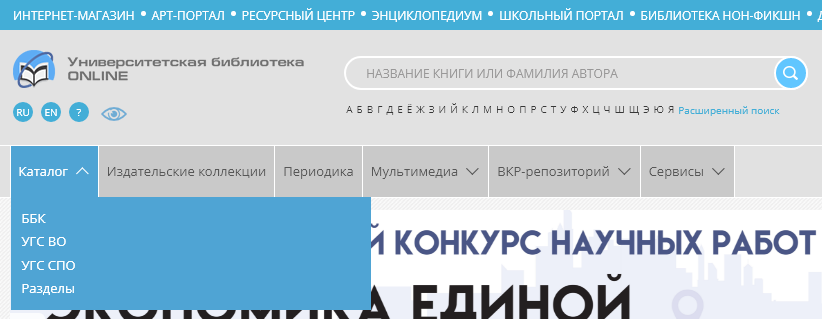 ИНТЕРНЕТ-МАГАЗИН • АРТ-ПОРТАЛ • РЕСУРСНЫЙ ЦЕНТР • ЭНЦИКЛОПЕДИУМ • ШКОЛЬНЫЙ ПОРТАЛ • БИБЛИОТЕКА НОН-ФИКШН •
Университетская библиотека
ONLINE
НАЗВАНИЕ КНИГИ ИЛИ ФАМИЛИЯ АВТОРА
RU EN ?
А Б В Г Д Е Ё Ж З И Й К Л М Н О П Р С Т У Ф Х Ц Ч Ш Щ Э Ю Я Расширенный поиск
Каталог Издательские коллекции Периодика Мультимедиа ВКР-репозиторий Сервисы
ББК
УГС ВО
УГС СПО
Разделы
КОНКУРС НАУЧНЫХ РАБОТ
ЭКОНОМИКА ЕДИНОЙ